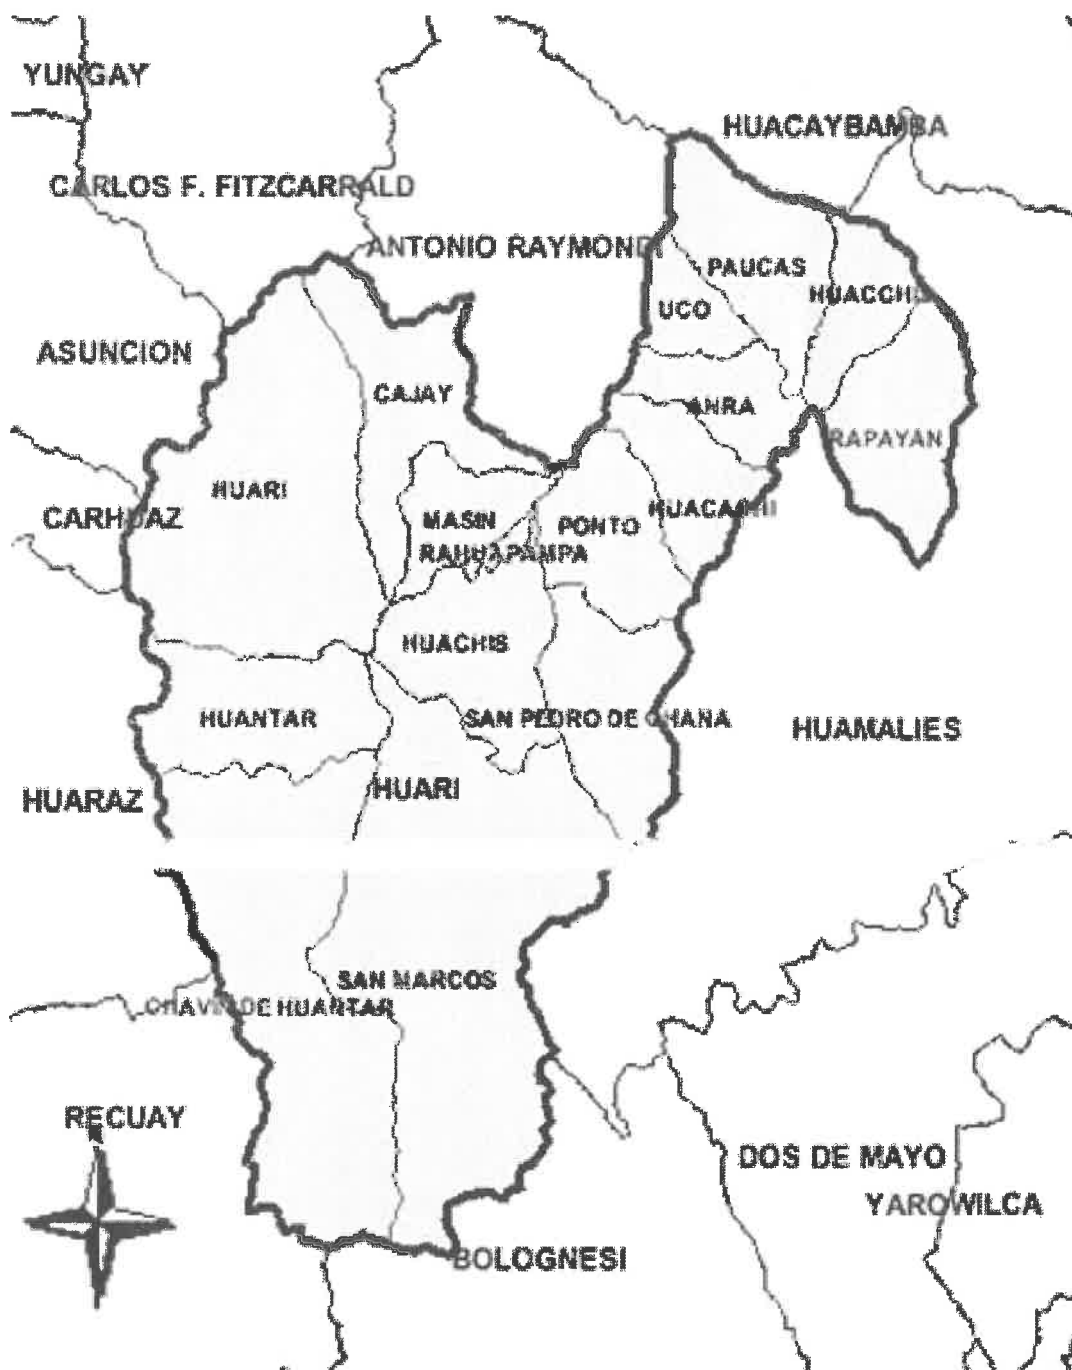 YUNGAY
HUACAYBAMBA
CARLOS F. FITZCARRALD
ANTONIO RAYMONDI
PAUCAS
HUACCHIS
UCO
ASUNCION
CAJAY
ANRA
RAPAYAN
HUARI
CARHUAZ
MASIN
PONTO
HUACACHI
RAHUAPAMPA
HUACHIS
HUANTAR
SAN PEDRO DE CHANA
HUAMALIES
HUARI
HUARAZ
SAN MARCOS
CHAVIN DE HUANTAR
RECUAY
DOS DE MAYO
YAROWILCA
BOLOGNESI